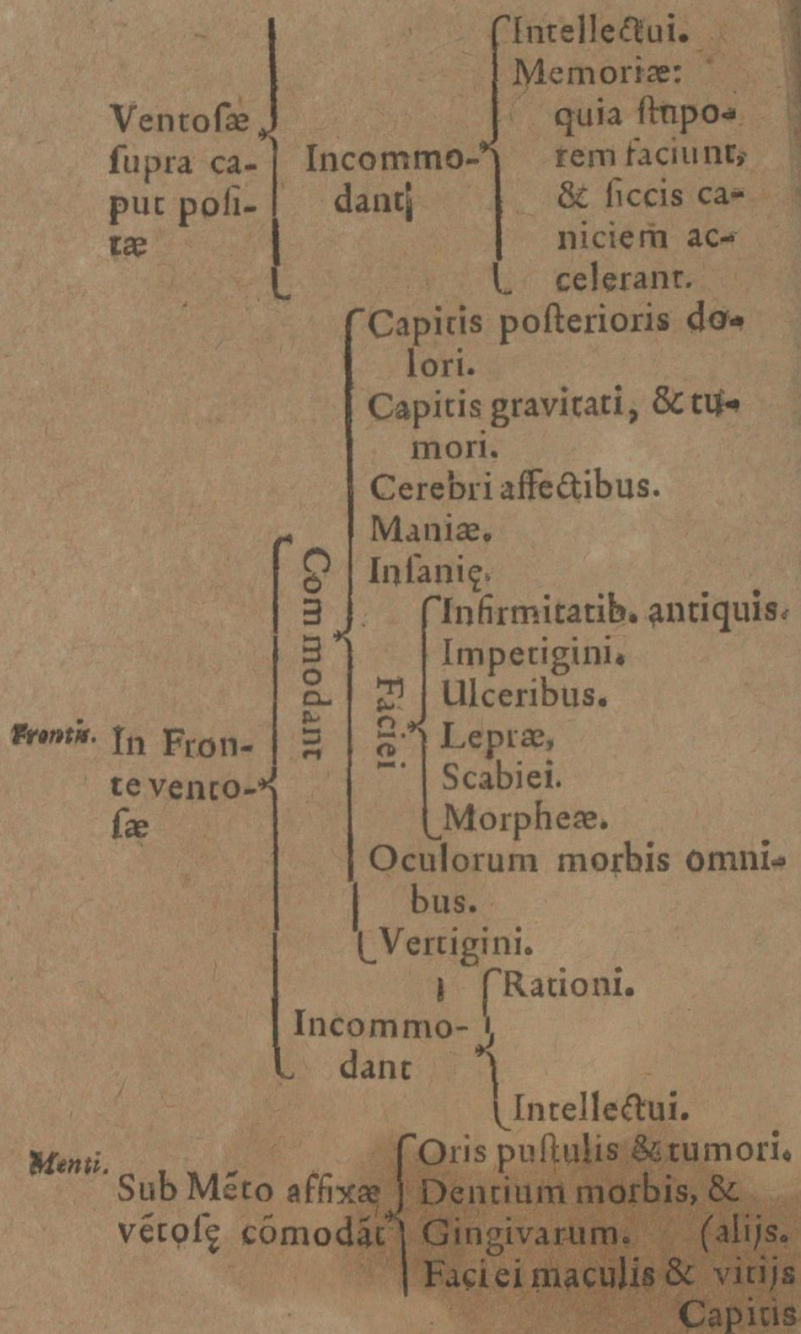 Intellectui.
Memoriæ:
Ventoſæ quia ſtupo-
ſupra ca- Incommo- rem faciunt,
put poſi- dant & ſiccis ca-
tæ niciem ac-
celerant.
Capitis poſterioris do-
lori.
Capitis gravitati, & tu-
mori.
Cerebri affectibus.
Maniæ.
Inſanię.
Commodant
Infirmitatib. antiquis.
Impetigini.
Faciei
Ulceribus.
Frontis. In Fron- Lepræ,
te vento- Scabiei.
ſæ Morpheæ.
Oculorum morbis omni-
bus.
Vertigini.
Rationi.
Incommo-
dant
Intellectui.
Menti. Oris puſtulis & tumori.
Sub Mēto affixæ Dentium morbis, &
vētoſę cōmodāt Gingivarum. (alijs.
Faciei maculis & vitijs
Capitis